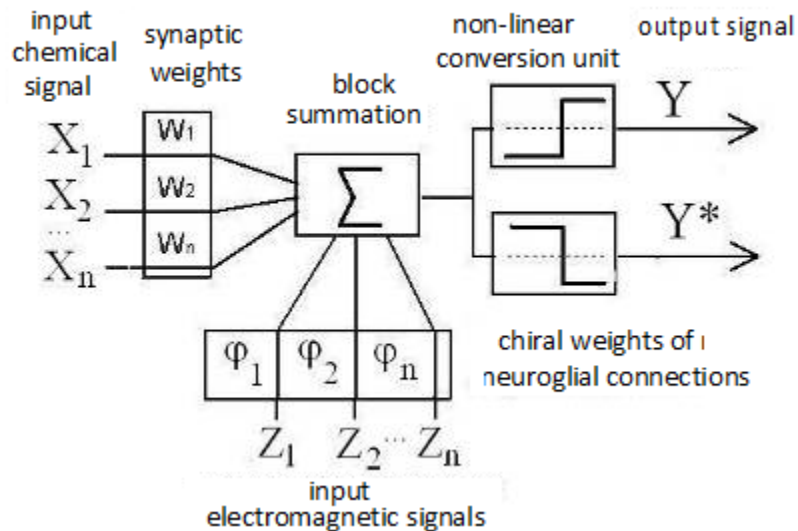 input
chemical
signal
synaptic
weights
block
summation
non-linear
conversion unit
output signal
X1
X2
...
Xn
W1
W2
Wn
Σ
Y
Y*
φ1 φ2 φn
Z1 Z2 ... Zn
chiral weights of
neuroglial connections
input
electromagnetic signals